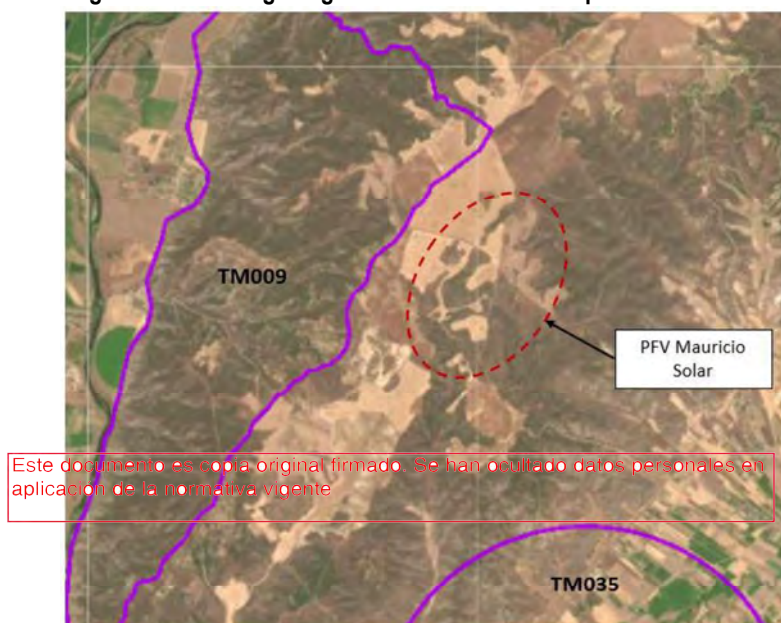 TM009
PFV Mauricio
Solar
Este documento es copia original firmado. Se han ocultado datos personales en
aplicación de la normativa vigente
TM035